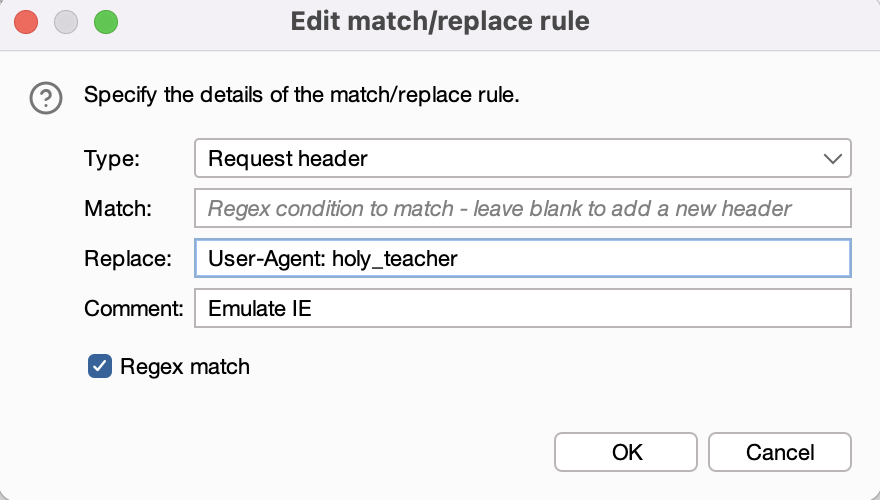 Edit match/replace rule
Specify the details of the match/replace rule.
Type: Request header
Match: Regex condition to match - leave blank to add a new header
Replace: User-Agent: holy_teacher
Comment: Emulate IE
Regex match
OK Cancel